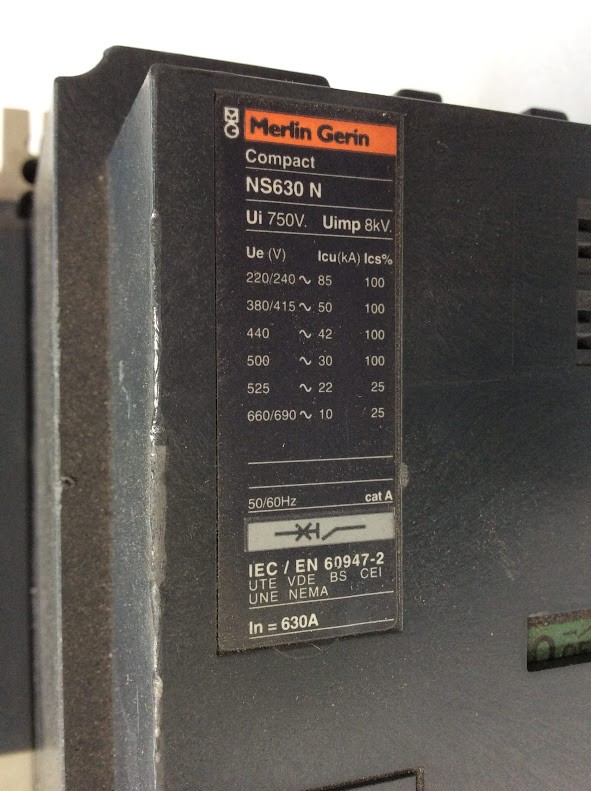 MG Merlin Gerin
Compact
NS630 N
Ui 750V. Uimp 8kV.
Ue (V) Icu(kA) Ics%
220/240 ~ 85 100
380/415 ~ 50 100
440 ~ 42 100
500 ~ 30 100
525 ~ 22 25
660/690 ~ 10 25
50/60Hz cat A
IEC / EN 60947-2
UTE VDE BS CEI
UNE NEMA
In = 630A